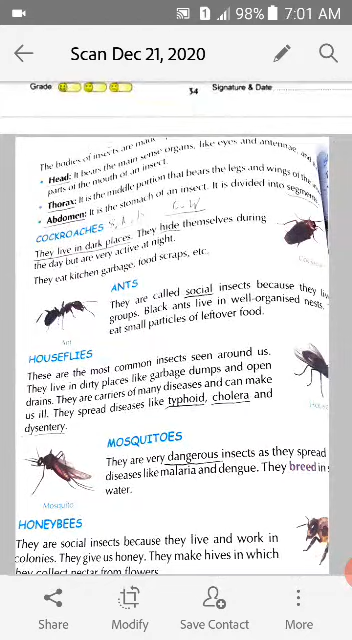 1 98% 7:01 AM
Scan Dec 21, 2020
Grade 34 Signature & Date
The bodies of insects are made
• Head: It bears the main sense organs, like eyes and antennae, and
parts of the mouth of an insect.
• Thorax: It is the middle portion that bears the legs and wings of the
• Abdomen: It is the stomach of an insect. It is divided into segments
COCKROACHES
They live in dark places. They hide themselves during
the day but are very active at night.
They eat kitchen garbage, food scraps, etc.
ANTS
They are called social insects because they
groups. Black ants live in well-organised nests,
eat small particles of leftover food.
Ant
HOUSEFLIES
These are the most common insects seen around us.
They live in dirty places like garbage dumps and open
drains. They are carriers of many diseases and can make
us ill. They spread diseases like typhoid, cholera and
dysentery.
MOSQUITOES
They are very dangerous insects as they spread
diseases like malaria and dengue. They breed in
water.
Mosquito
HONEYBEES
They are social insects because they live and work in
colonies. They give us honey. They make hives in which
they collect nectar from flowers.
Share Modify Save Contact More